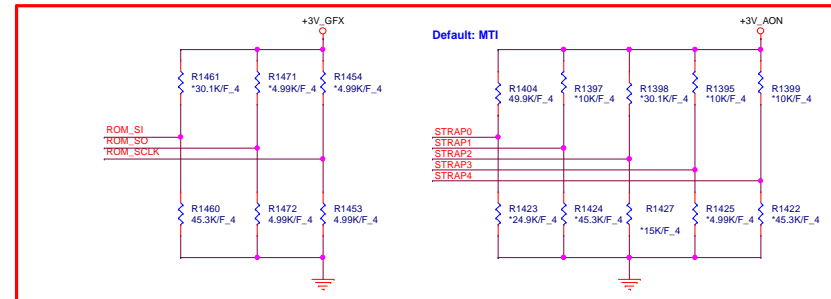 +3V_GFX
+3V_AON
Default: MTI
R1461
*30.1K/F_4
R1471
*4.99K/F_4
R1454
*4.99K/F_4
R1404
49.9K/F_4
R1397
*10K/F_4
R1398
*30.1K/F_4
R1395
*10K/F_4
R1399
*10K/F_4
ROM_SI
ROM_SO
ROM_SCLK
STRAP0
STRAP1
STRAP2
STRAP3
STRAP4
R1460
45.3K/F_4
R1472
4.99K/F_4
R1453
4.99K/F_4
R1423
*24.9K/F_4
R1424
*45.3K/F_4
R1427
*15K/F_4
R1425
*4.99K/F_4
R1422
*45.3K/F_4